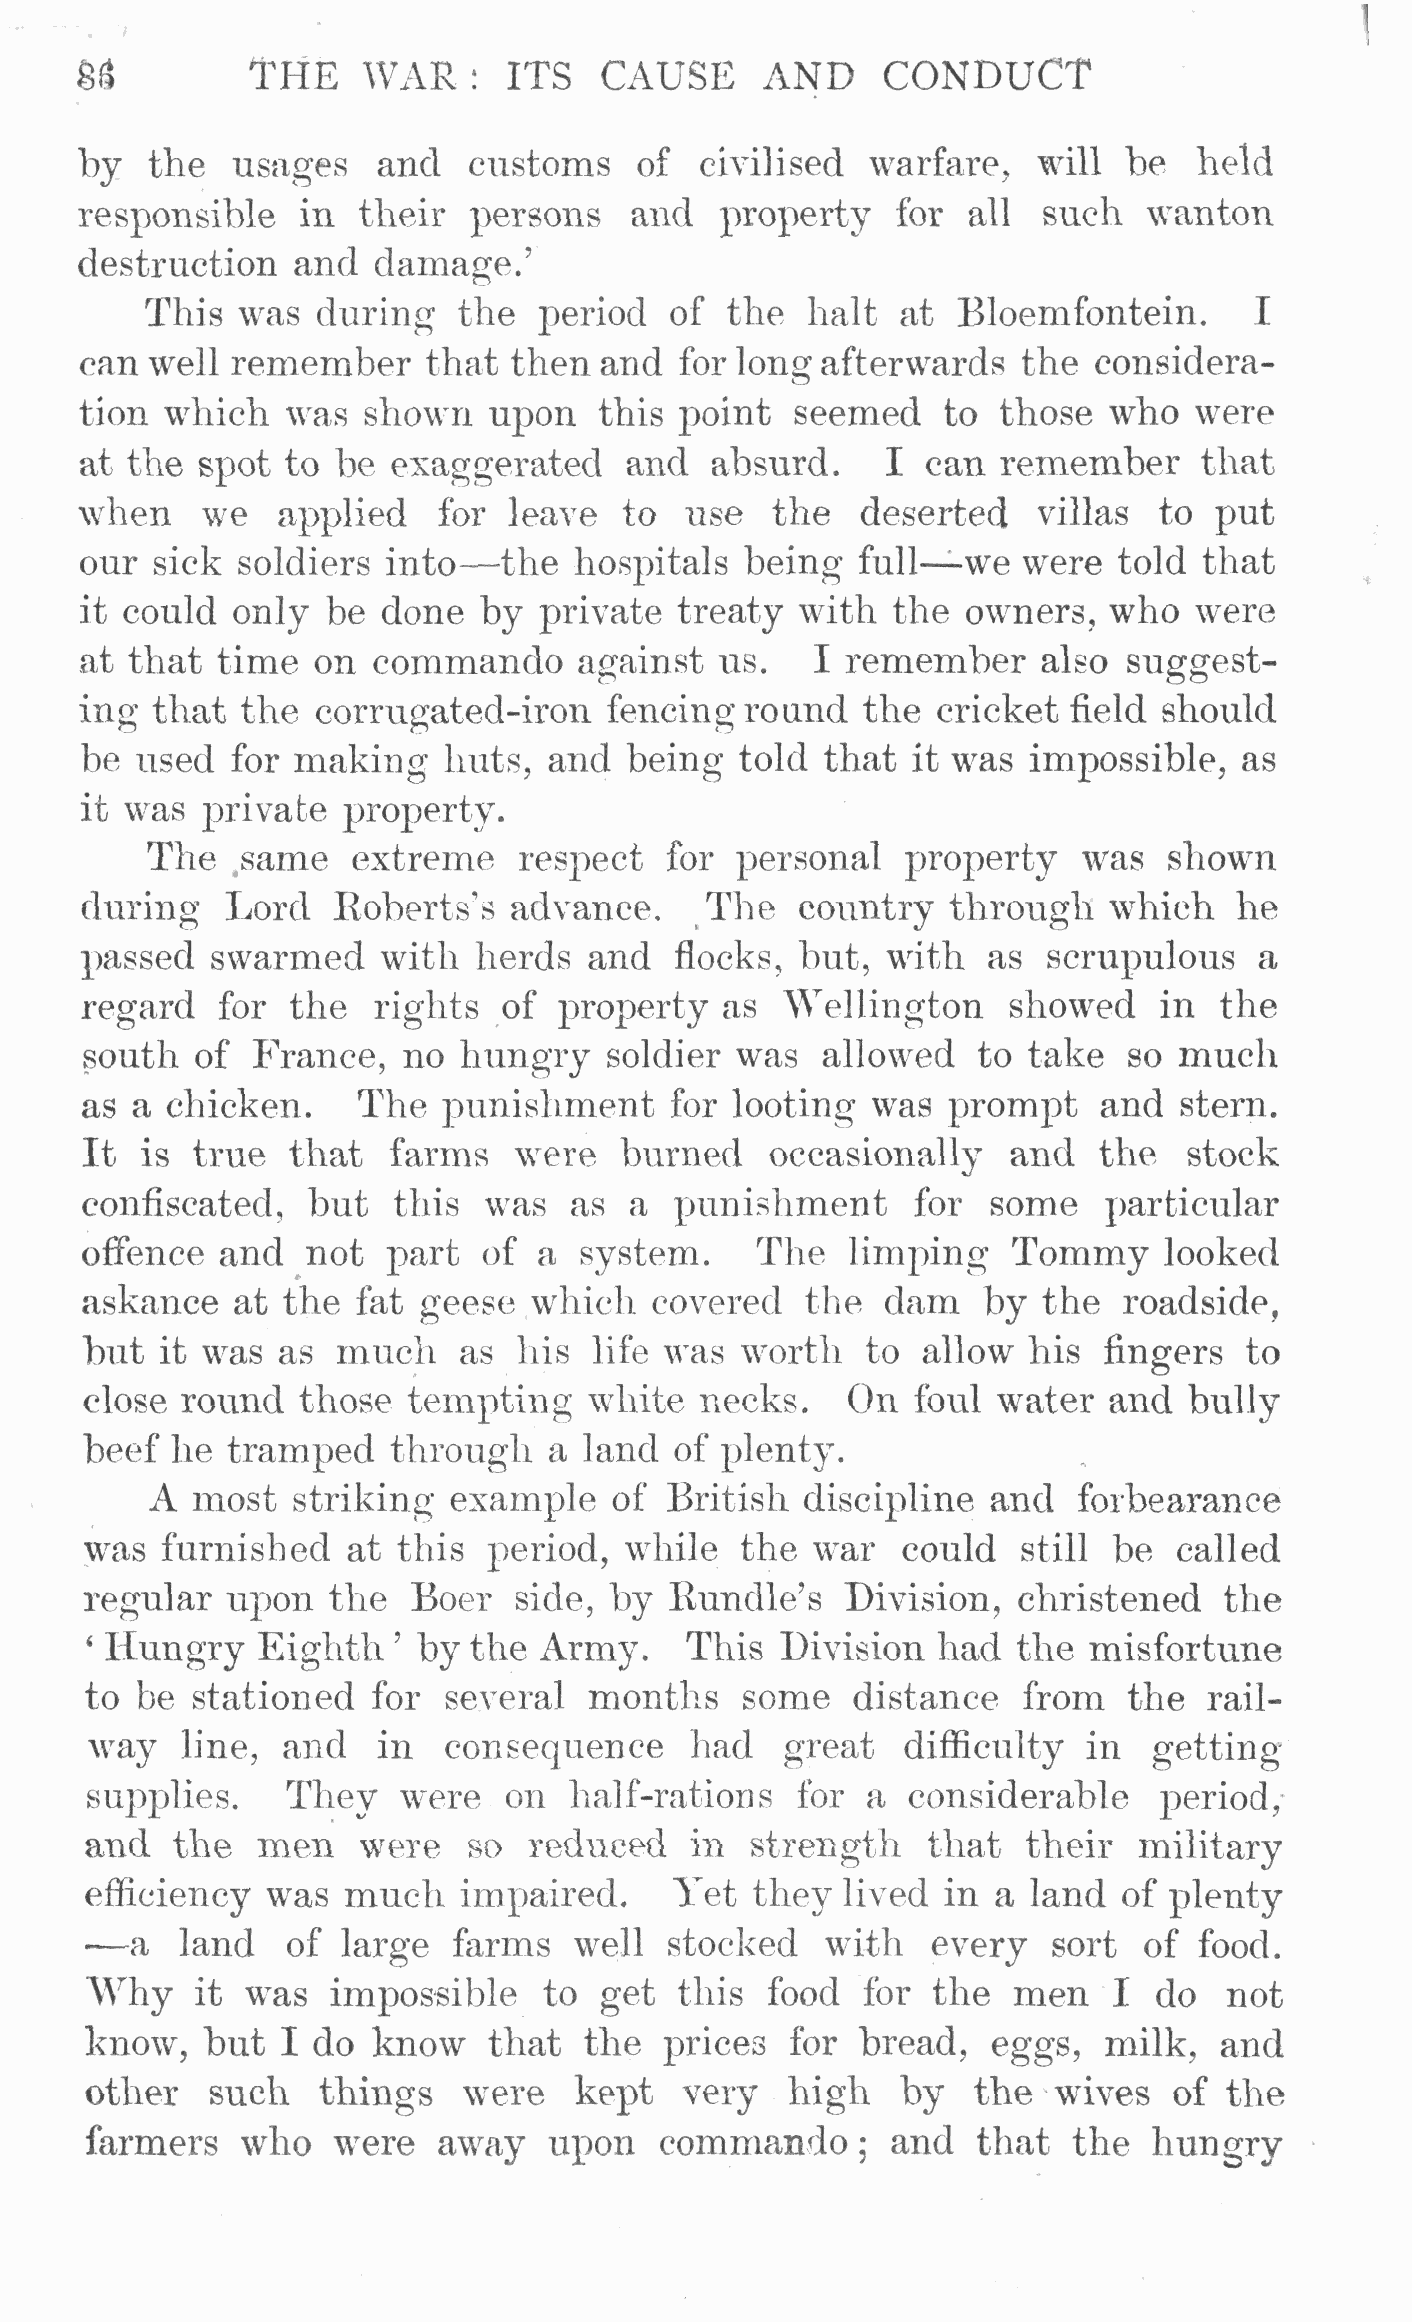 86 THE WAR: ITS CAUSE AND CONDUCT
by the usages and customs of civilised warfare, will be held
responsible in their persons and property for all such wanton
destruction and damage.'
This was during the period of the halt at Bloemfontein. I
can well remember that then and for long afterwards the considera-
tion which was shown upon this point seemed to those who were
at the spot to be exaggerated and absurd. I can remember that
when we applied for leave to use the deserted villas to put
our sick soldiers into—the hospitals being full—we were told that
it could only be done by private treaty with the owners, who were
at that time on commando against us. I remember also suggest-
ing that the corrugated-iron fencing round the cricket field should
be used for making huts, and being told that it was impossible, as
it was private property.
The same extreme respect for personal property was shown
during Lord Roberts's advance. The country through which he
passed swarmed with herds and flocks, but, with as scrupulous a
regard for the rights of property as Wellington showed in the
south of France, no hungry soldier was allowed to take so much
as a chicken. The punishment for looting was prompt and stern.
It is true that farms were burned occasionally and the stock
confiscated, but this was as a punishment for some particular
offence and not part of a system. The limping Tommy looked
askance at the fat geese which covered the dam by the roadside,
but it was as much as his life was worth to allow his fingers to
close round those tempting white necks. On foul water and bully
beef he tramped through a land of plenty.
A most striking example of British discipline and forbearance
was furnished at this period, while the war could still be called
regular upon the Boer side, by Rundle's Division, christened the
'Hungry Eighth' by the Army. This Division had the misfortune
to be stationed for several months some distance from the rail-
way line, and in consequence had great difficulty in getting
supplies. They were on half-rations for a considerable period,
and the men were so reduced in strength that their military
efficiency was much impaired. Yet they lived in a land of plenty
—a land of large farms well stocked with every sort of food.
Why it was impossible to get this food for the men I do not
know, but I do know that the prices for bread, eggs, milk, and
other such things were kept very high by the wives of the
farmers who were away upon commando; and that the hungry